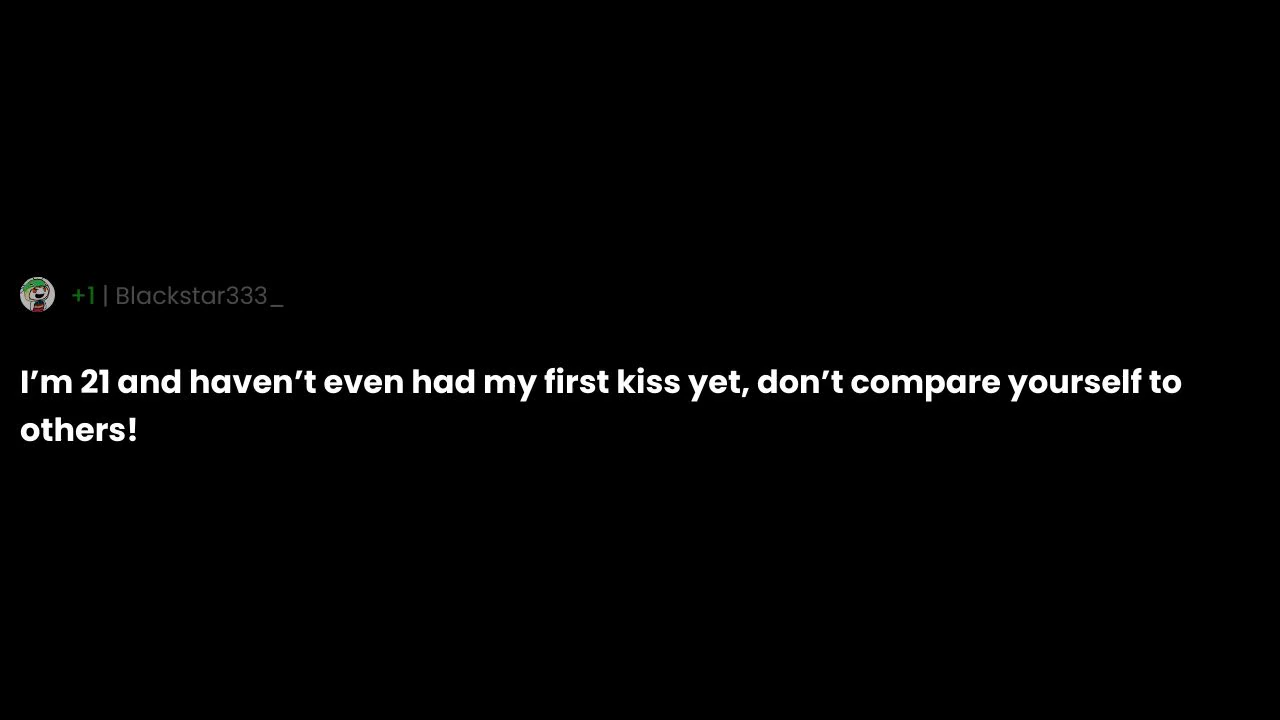 +1 | Blackstar333_
I’m 21 and haven’t even had my first kiss yet, don’t compare yourself to
others!